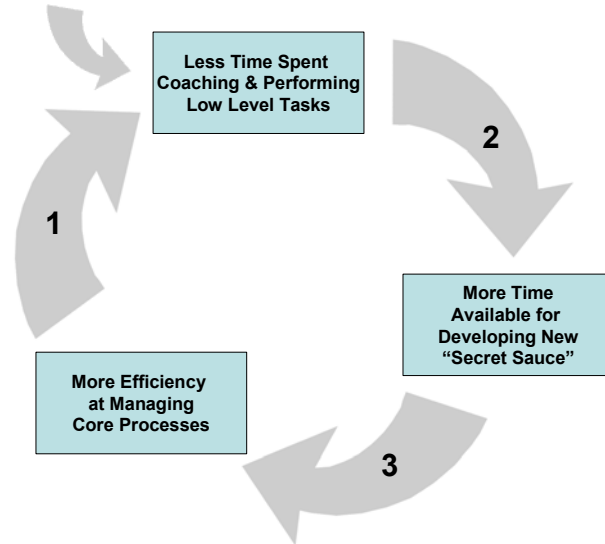 Less Time Spent
Coaching & Performing
Low Level Tasks
2
1
More Time
Available for
Developing New
“Secret Sauce”
More Efficiency
at Managing
Core Processes
3